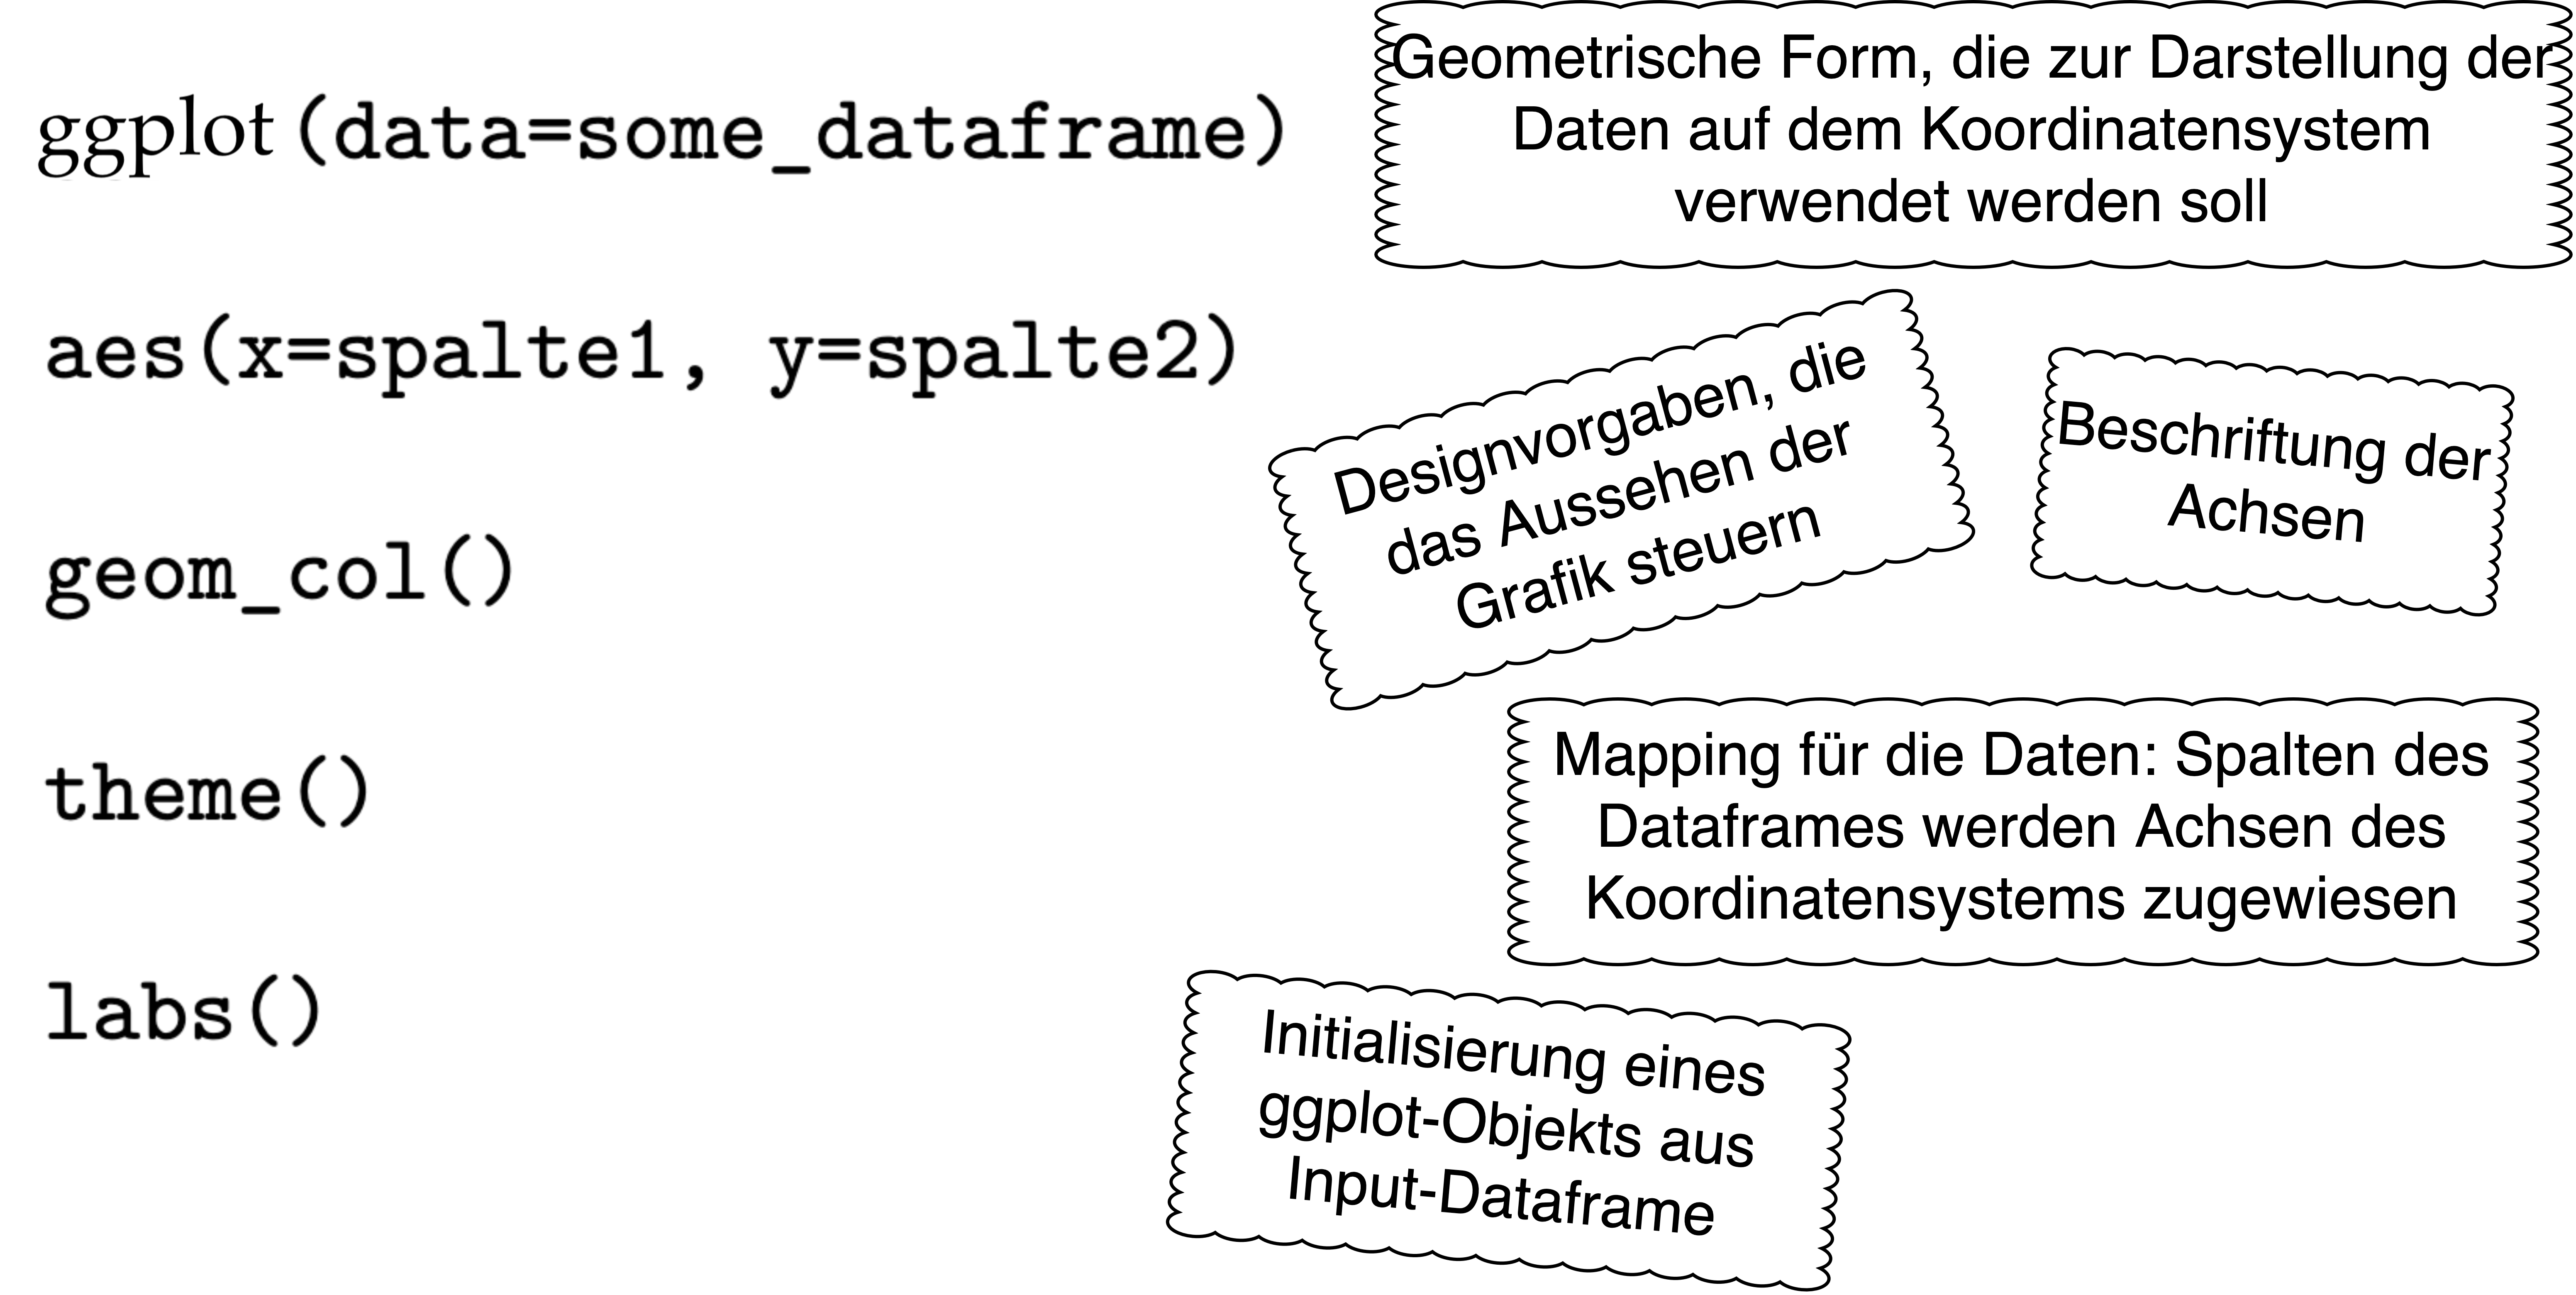 ggplot (data=some_dataframe)
aes(x=spalte1, y=spalte2)
geom_col()
theme()
labs()
Geometrische Form, die zur Darstellung der
Daten auf dem Koordinatensystem
verwendet werden soll
Designvorgaben, die
das Aussehen der
Grafik steuern
Beschriftung der
Achsen
Mapping für die Daten: Spalten des
Dataframes werden Achsen des
Koordinatensystems zugewiesen
Initialisierung eines
ggplot-Objekts aus
Input-Dataframe